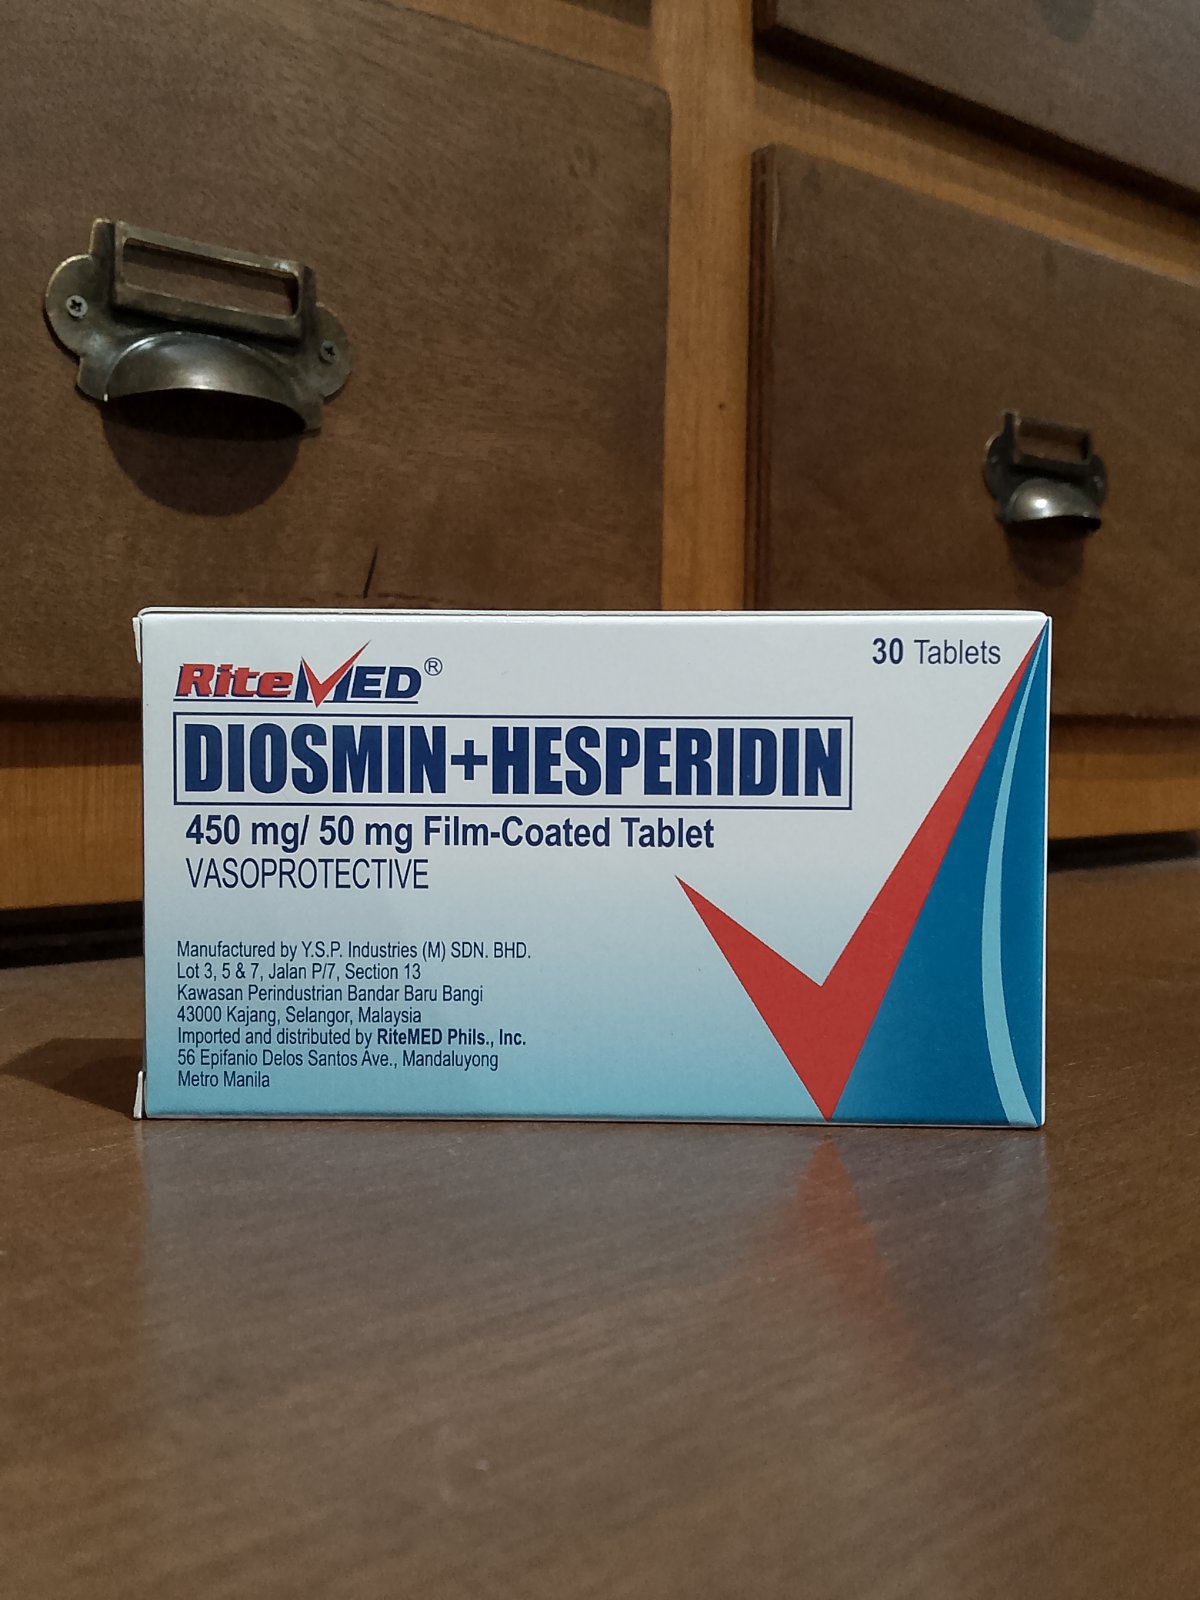 RiteMED®
30 Tablets
DIOSMIN+HESPERIDIN
450 mg/ 50 mg Film-Coated Tablet
VASOPROTECTIVE
Manufactured by Y.S.P. Industries (M) SDN. BHD.
Lot 3, 5 & 7, Jalan P/7, Section 13
Kawasan Perindustrian Bandar Baru Bangi
43000 Kajang, Selangor, Malaysia
Imported and distributed by RiteMED Phils., Inc.
56 Epifanio Delos Santos Ave., Mandaluyong
Metro Manila